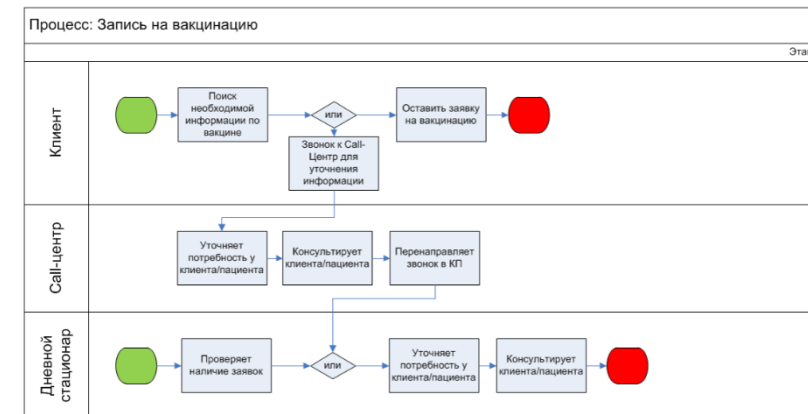 Процесс: Запись на вакцинацию
Эта
Клиент
Поиск
необходимой
информации по
вакцине
или
Оставить заявку
на вакцинацию
Звонок к Call-
Центр для
уточнения
информации
Call-центр
Уточняет
потребность у
клиента/пациента
Консультирует
клиента/пациента
Перенаправляет
звонок в КП
Дневной
стационар
Проверяет
наличие заявок
или
Уточняет
потребность у
клиента/пациента
Консультирует
клиента/пациента